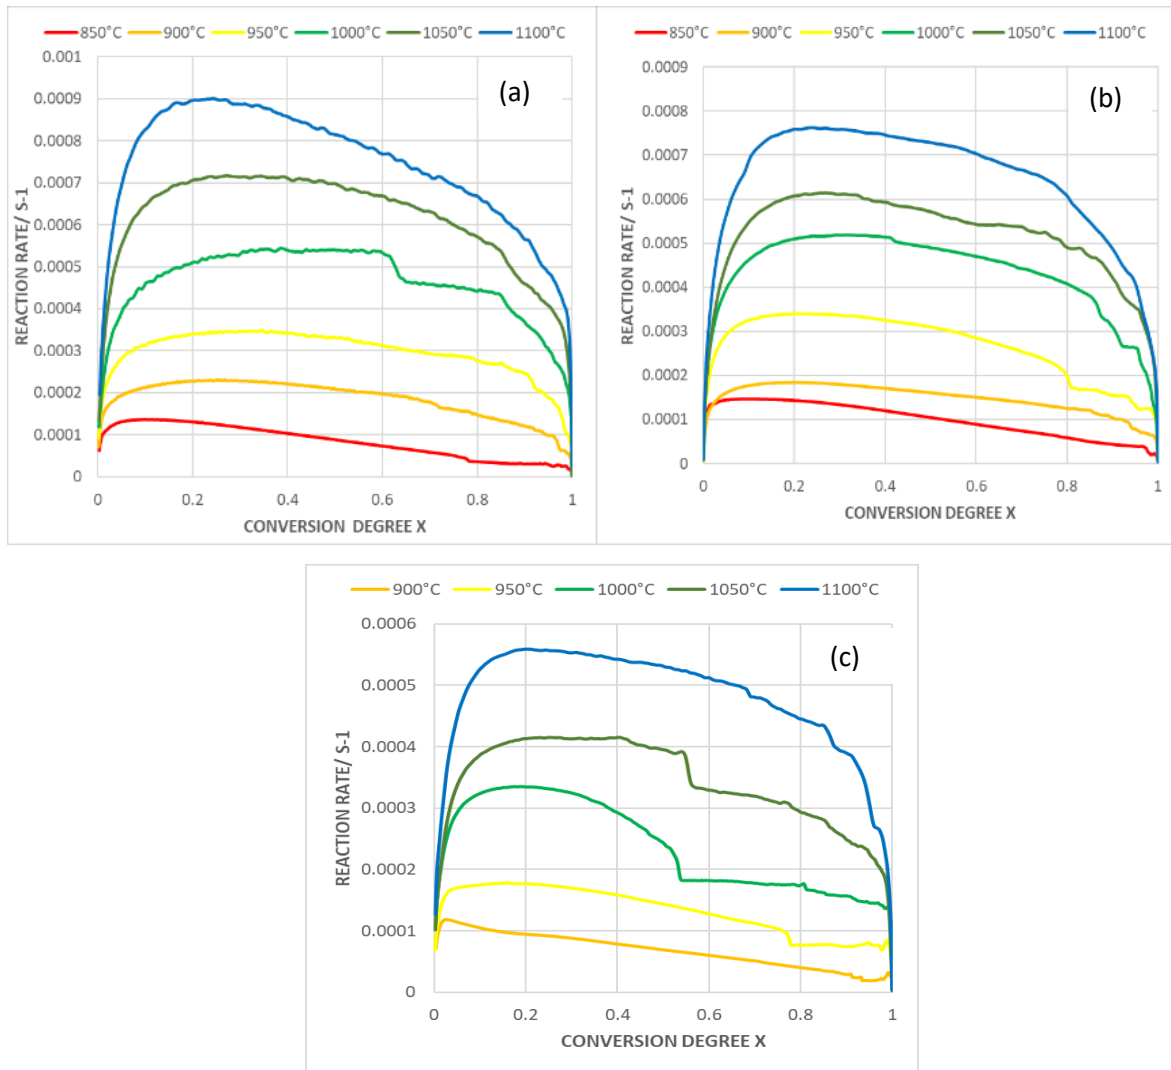 850°C 900°C 950°C 1000°C 1050°C 1100°C
0.001
0.0009
0.0008
0.0007
0.0006
0.0005
0.0004
0.0003
0.0002
0.0001
0
REACTION RATE/ S-1
(a)
0 0.2 0.4 0.6 0.8 1
CONVERSION DEGREE X
850°C 900°C 950°C 1000°C 1050°C 1100°C
0.0009
0.0008
0.0007
0.0006
0.0005
0.0004
0.0003
0.0002
0.0001
0
REACTION RATE/ S-1
(b)
0 0.2 0.4 0.6 0.8 1
CONVERSION DEGREE X
900°C 950°C 1000°C 1050°C 1100°C
0.0006
0.0005
0.0004
0.0003
0.0002
0.0001
0
REACTION RATE/ S-1
(c)
0 0.2 0.4 0.6 0.8 1
CONVERSION DEGREE X